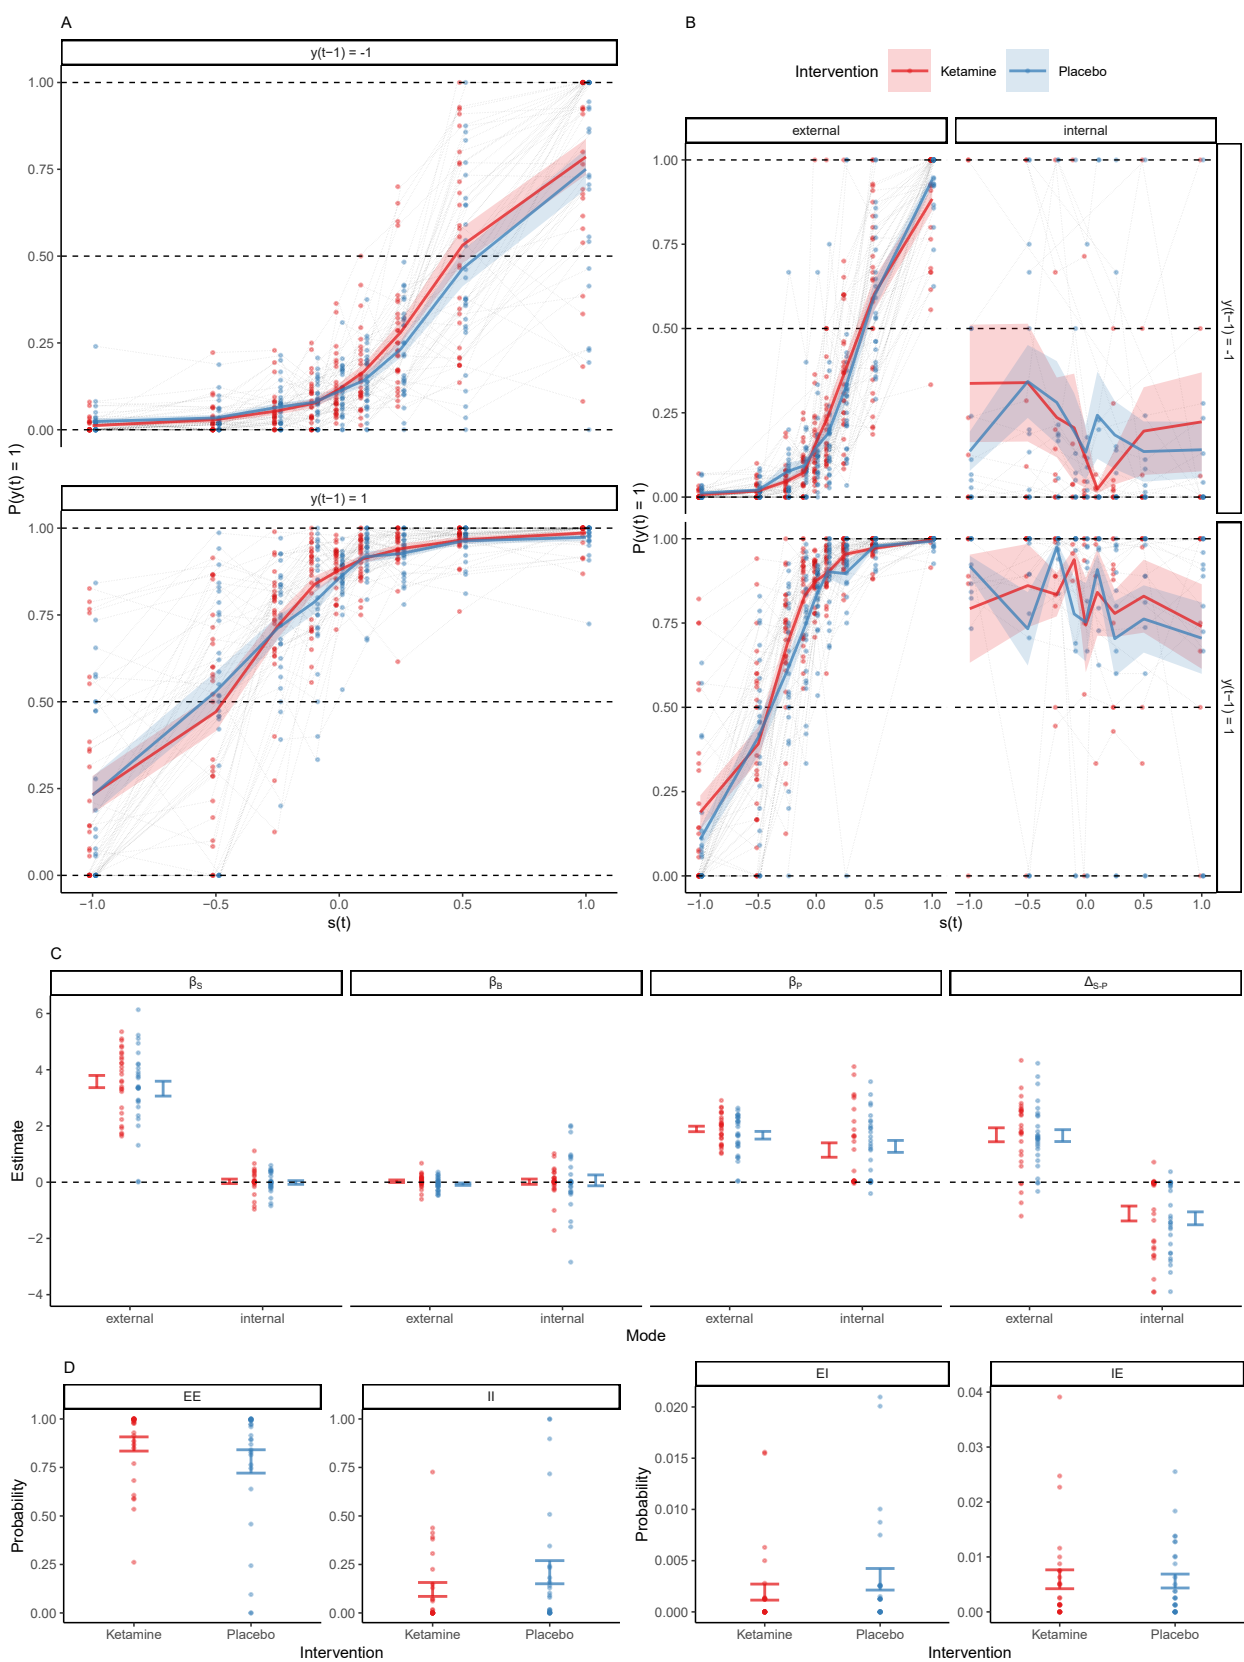 A
y(t−1) = -1
1.00
0.75
0.50
0.25
0.00
y(t−1) = 1
1.00
0.75
0.50
0.25
0.00
P(y(t) = 1)
−1.0 −0.5 0.0 0.5 1.0
s(t)
B
Intervention Ketamine Placebo
external internal
1.00
0.75
0.50
0.25
0.00
y(t−1) = -1
1.00
0.75
0.50
0.25
0.00
y(t−1) = 1
P(y(t) = 1)
−1.0 −0.5 0.0 0.5 1.0 −1.0 −0.5 0.0 0.5 1.0
s(t)
C
βS βB βP ΔS-P
6
4
2
0
−2
−4
Estimate
external internal external internal external internal external internal
Mode
D
EE II
1.00
0.75
0.50
0.25
0.00
1.00
0.75
0.50
0.25
0.00
Probability
Ketamine Placebo Ketamine Placebo
Intervention
EI IE
0.020
0.015
0.010
0.005
0.000
0.04
0.03
0.02
0.01
0.00
Probability
Ketamine Placebo Ketamine Placebo
Intervention